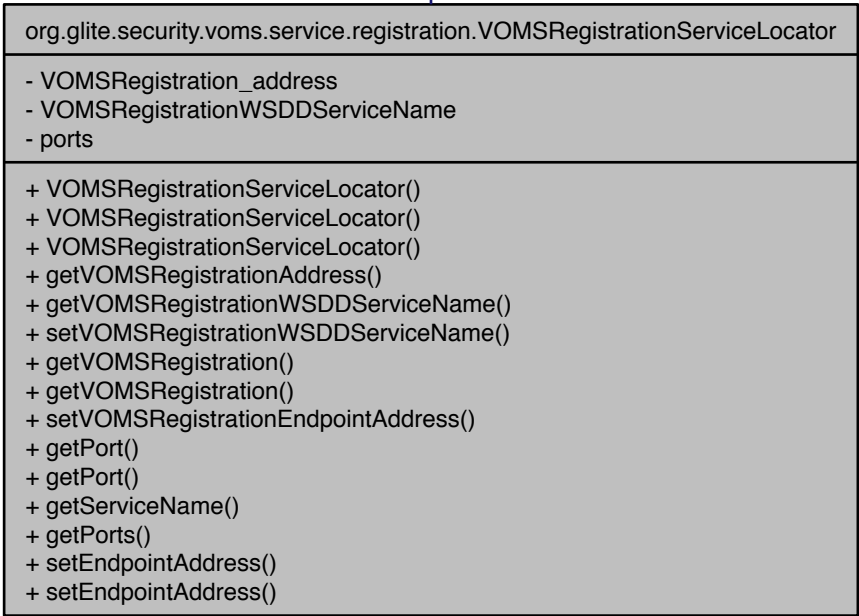 org.glite.security.voms.service.registration.VOMSRegistrationServiceLocator
- VOMSRegistration_address
- VOMSRegistrationWSDDServiceName
- ports
+ VOMSRegistrationServiceLocator()
+ VOMSRegistrationServiceLocator()
+ VOMSRegistrationServiceLocator()
+ getVOMSRegistrationAddress()
+ getVOMSRegistrationWSDDServiceName()
+ setVOMSRegistrationWSDDServiceName()
+ getVOMSRegistration()
+ getVOMSRegistration()
+ setVOMSRegistrationEndpointAddress()
+ getPort()
+ getPort()
+ getServiceName()
+ getPorts()
+ setEndpointAddress()
+ setEndpointAddress()